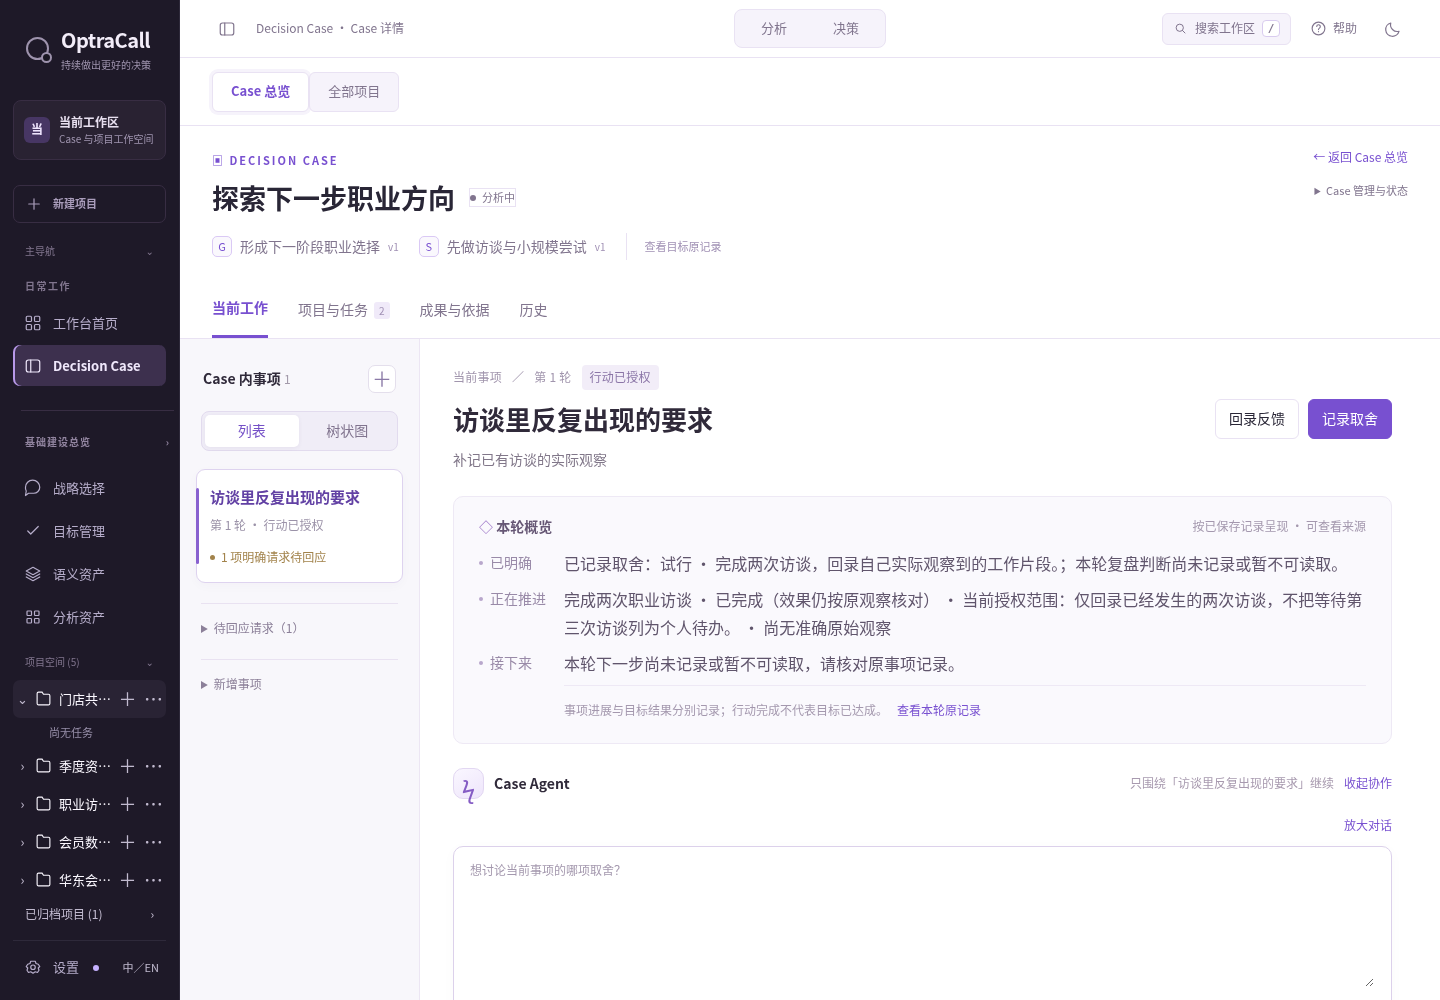 OptraCall
持续做出更好的决策
当 当前工作区
Case 与项目工作空间
新建项目
主导航
日常工作
工作台首页
Decision Case
基础建设总览
战略选择
目标管理
语义资产
分析资产
项目空间 (5)
门店共…
尚无任务
季度资…
职业访…
会员数…
华东会…
已归档项目 (1)
设置
中／EN
Decision Case · Case 详情
分析 决策
搜索工作区 /
帮助
Case 总览 全部项目
DECISION CASE
探索下一步职业方向 分析中
← 返回 Case 总览
▶ Case 管理与状态
G 形成下一阶段职业选择 v1 S 先做访谈与小规模尝试 v1 查看目标原记录
当前工作 项目与任务 2 成果与依据 历史
Case 内事项 1
列表 树状图
访谈里反复出现的要求
第 1 轮 · 行动已授权
1 项明确请求待回应
▶ 待回应请求（1）
▶ 新增事项
当前事项 ／ 第 1 轮 行动已授权
访谈里反复出现的要求
补记已有访谈的实际观察
回录反馈 记录取舍
◇ 本轮概览
按已保存记录呈现 · 可查看来源
已明确 已记录取舍：试行 · 完成两次访谈，回录自己实际观察到的工作片段。；本轮复盘判断尚未记录或暂不可读取。
正在推进 完成两次职业访谈 · 已完成（效果仍按原观察核对） · 当前授权范围：仅回录已经发生的两次访谈，不把等待第
三次访谈列为个人待办。 · 尚无准确原始观察
接下来 本轮下一步尚未记录或暂不可读取，请核对原事项记录。
事项进展与目标结果分别记录；行动完成不代表目标已达成。 查看本轮原记录
Case Agent
只围绕「访谈里反复出现的要求」继续 收起协作
放大对话
想讨论当前事项的哪项取舍？